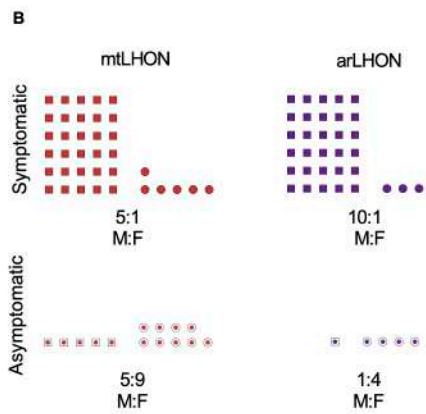 B
mtLHON
arLHON
Symptomatic
5:1
M:F
10:1
M:F
Asymptomatic
5:9
M:F
1:4
M:F